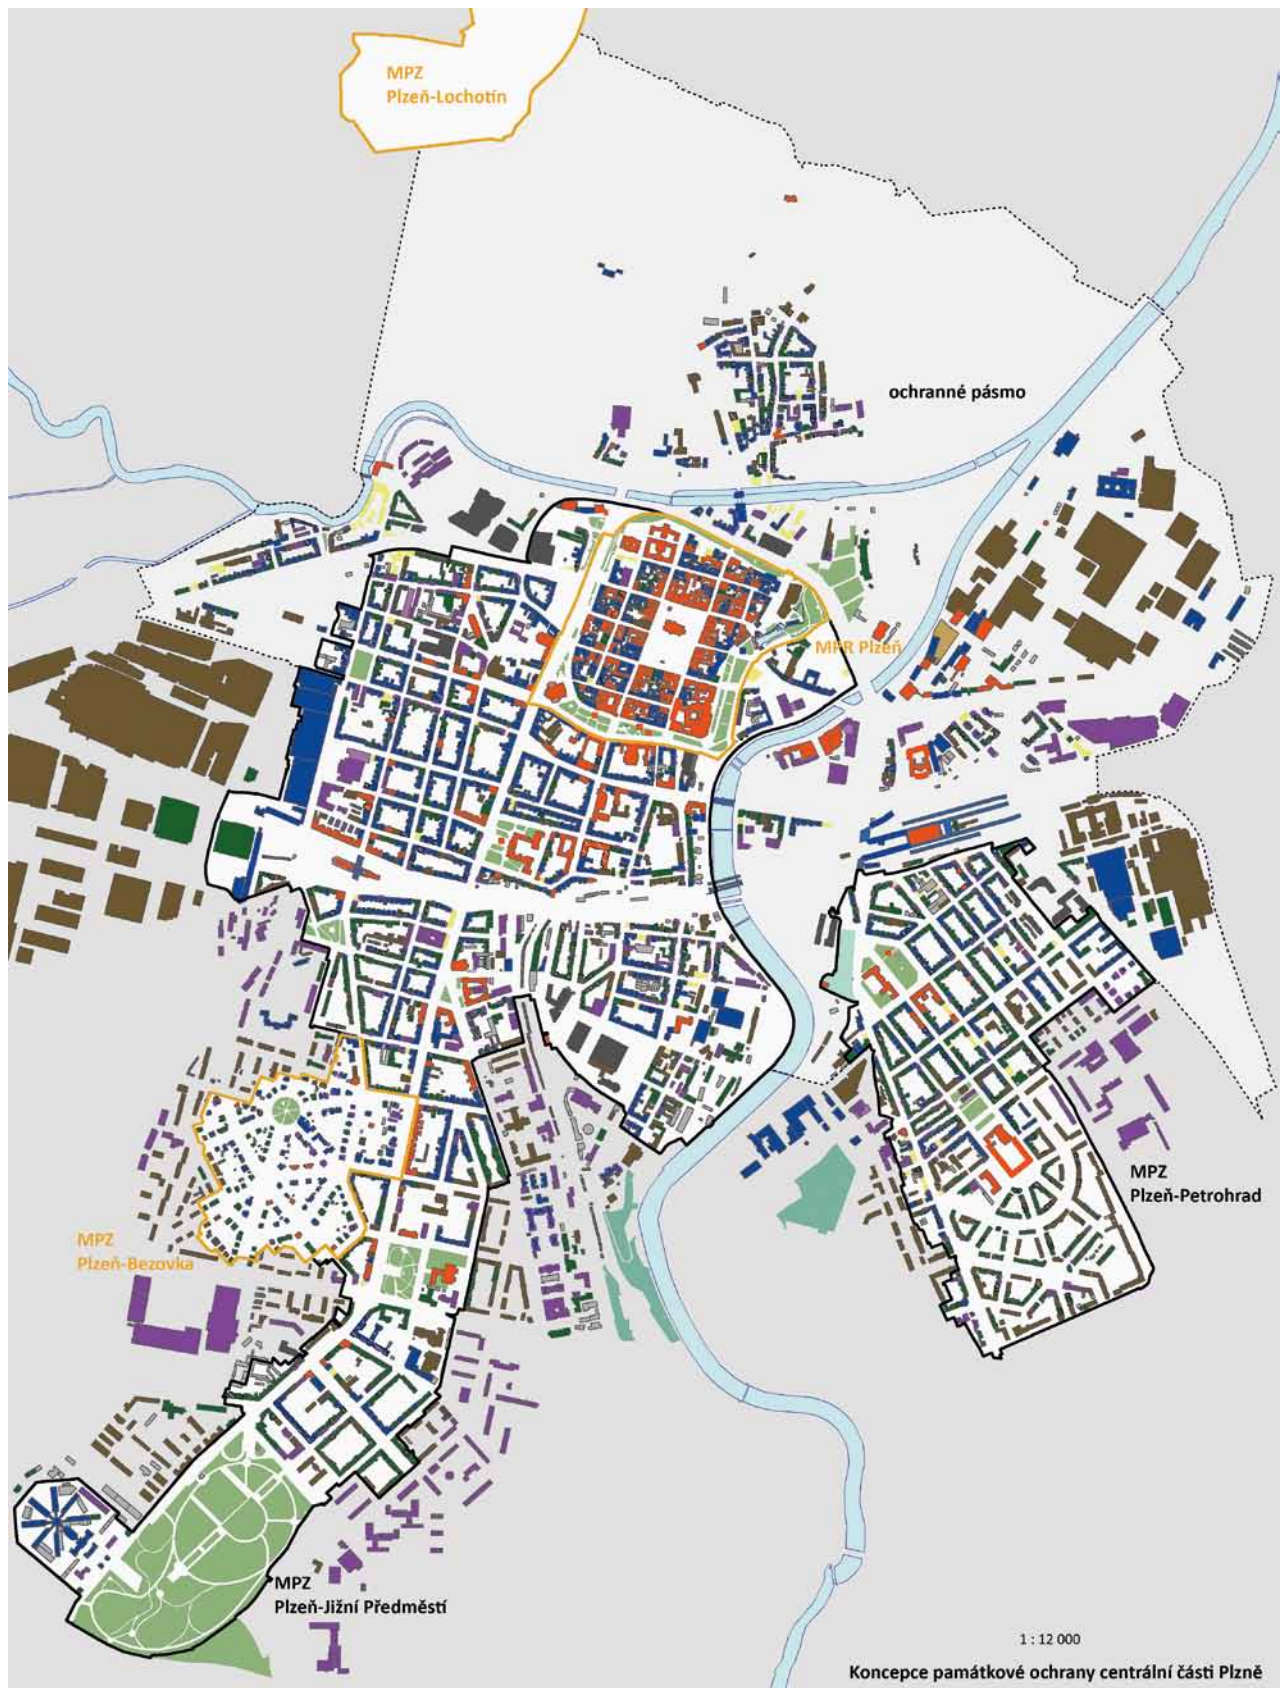 MPZ
Plzeň-Lochotín
ochranné pásmo
MPR Plzeň
MPZ
Plzeň-Petrohrad
MPZ
Plzeň-Bezovka
MPZ
Plzeň-Jižní Předměstí
1 : 12 000
Koncepce památkové ochrany centrální části Plzně